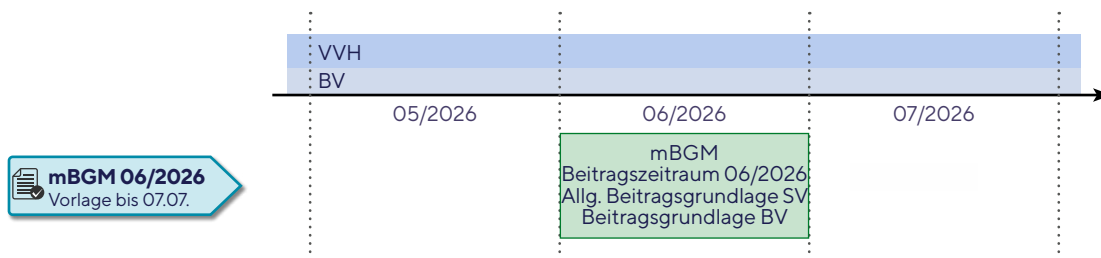 VVH
BV
05/2026
06/2026
07/2026
mBGM 06/2026
Vorlage bis 07.07.
mBGM
Beitragszeitraum 06/2026
Allg. Beitragsgrundlage SV
Beitragsgrundlage BV